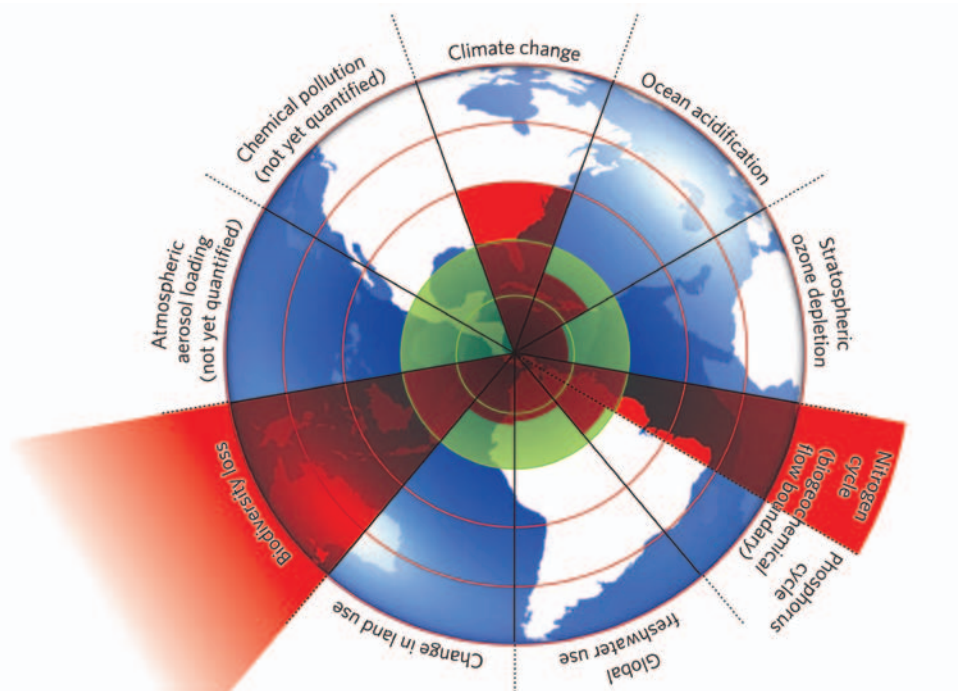 Climate change
Ocean acidification
Stratospheric
ozone depletion
Nitrogen
cycle
(biogeochemical
flow boundary)
Phosphorus
cycle
Global
freshwater use
Change in land use
Biodiversity loss
Atmospheric
aerosol loading
(not yet quantified)
Chemical pollution
(not yet quantified)